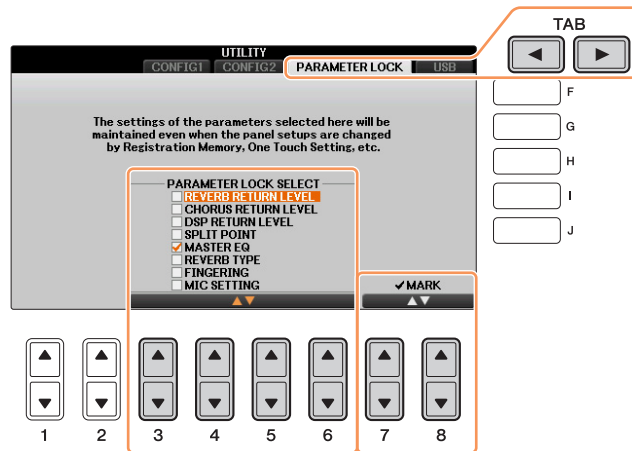 TAB
UTILITY
CONFIG1 CONFIG2 PARAMETER LOCK USB
The settings of the parameters selected here will be
maintained even when the panel setups are changed
by Registration Memory, One Touch Setting, etc.
PARAMETER LOCK SELECT
REVERB RETURN LEVEL
CHORUS RETURN LEVEL
DSP RETURN LEVEL
SPLIT POINT
MASTER EQ
REVERB TYPE
FINGERING
MIC SETTING
MARK
F
G
H
I
J
1 2 3 4 5 6 7 8